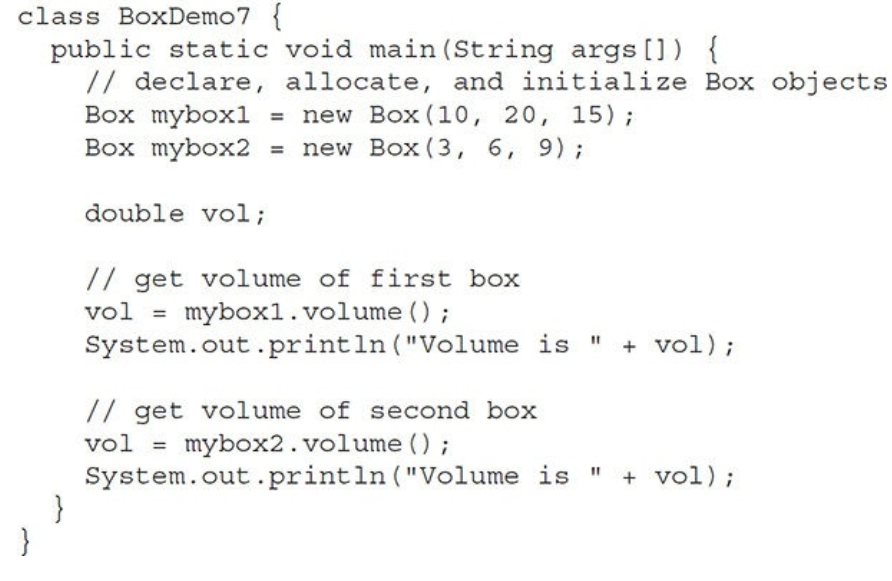 class BoxDemo7 {
  public static void main(String args[]) {
    // declare, allocate, and initialize Box objects
    Box mybox1 = new Box(10, 20, 15);
    Box mybox2 = new Box(3, 6, 9);

    double vol;

    // get volume of first box
    vol = mybox1.volume();
    System.out.println("Volume is " + vol);

    // get volume of second box
    vol = mybox2.volume();
    System.out.println("Volume is " + vol);
  }
}